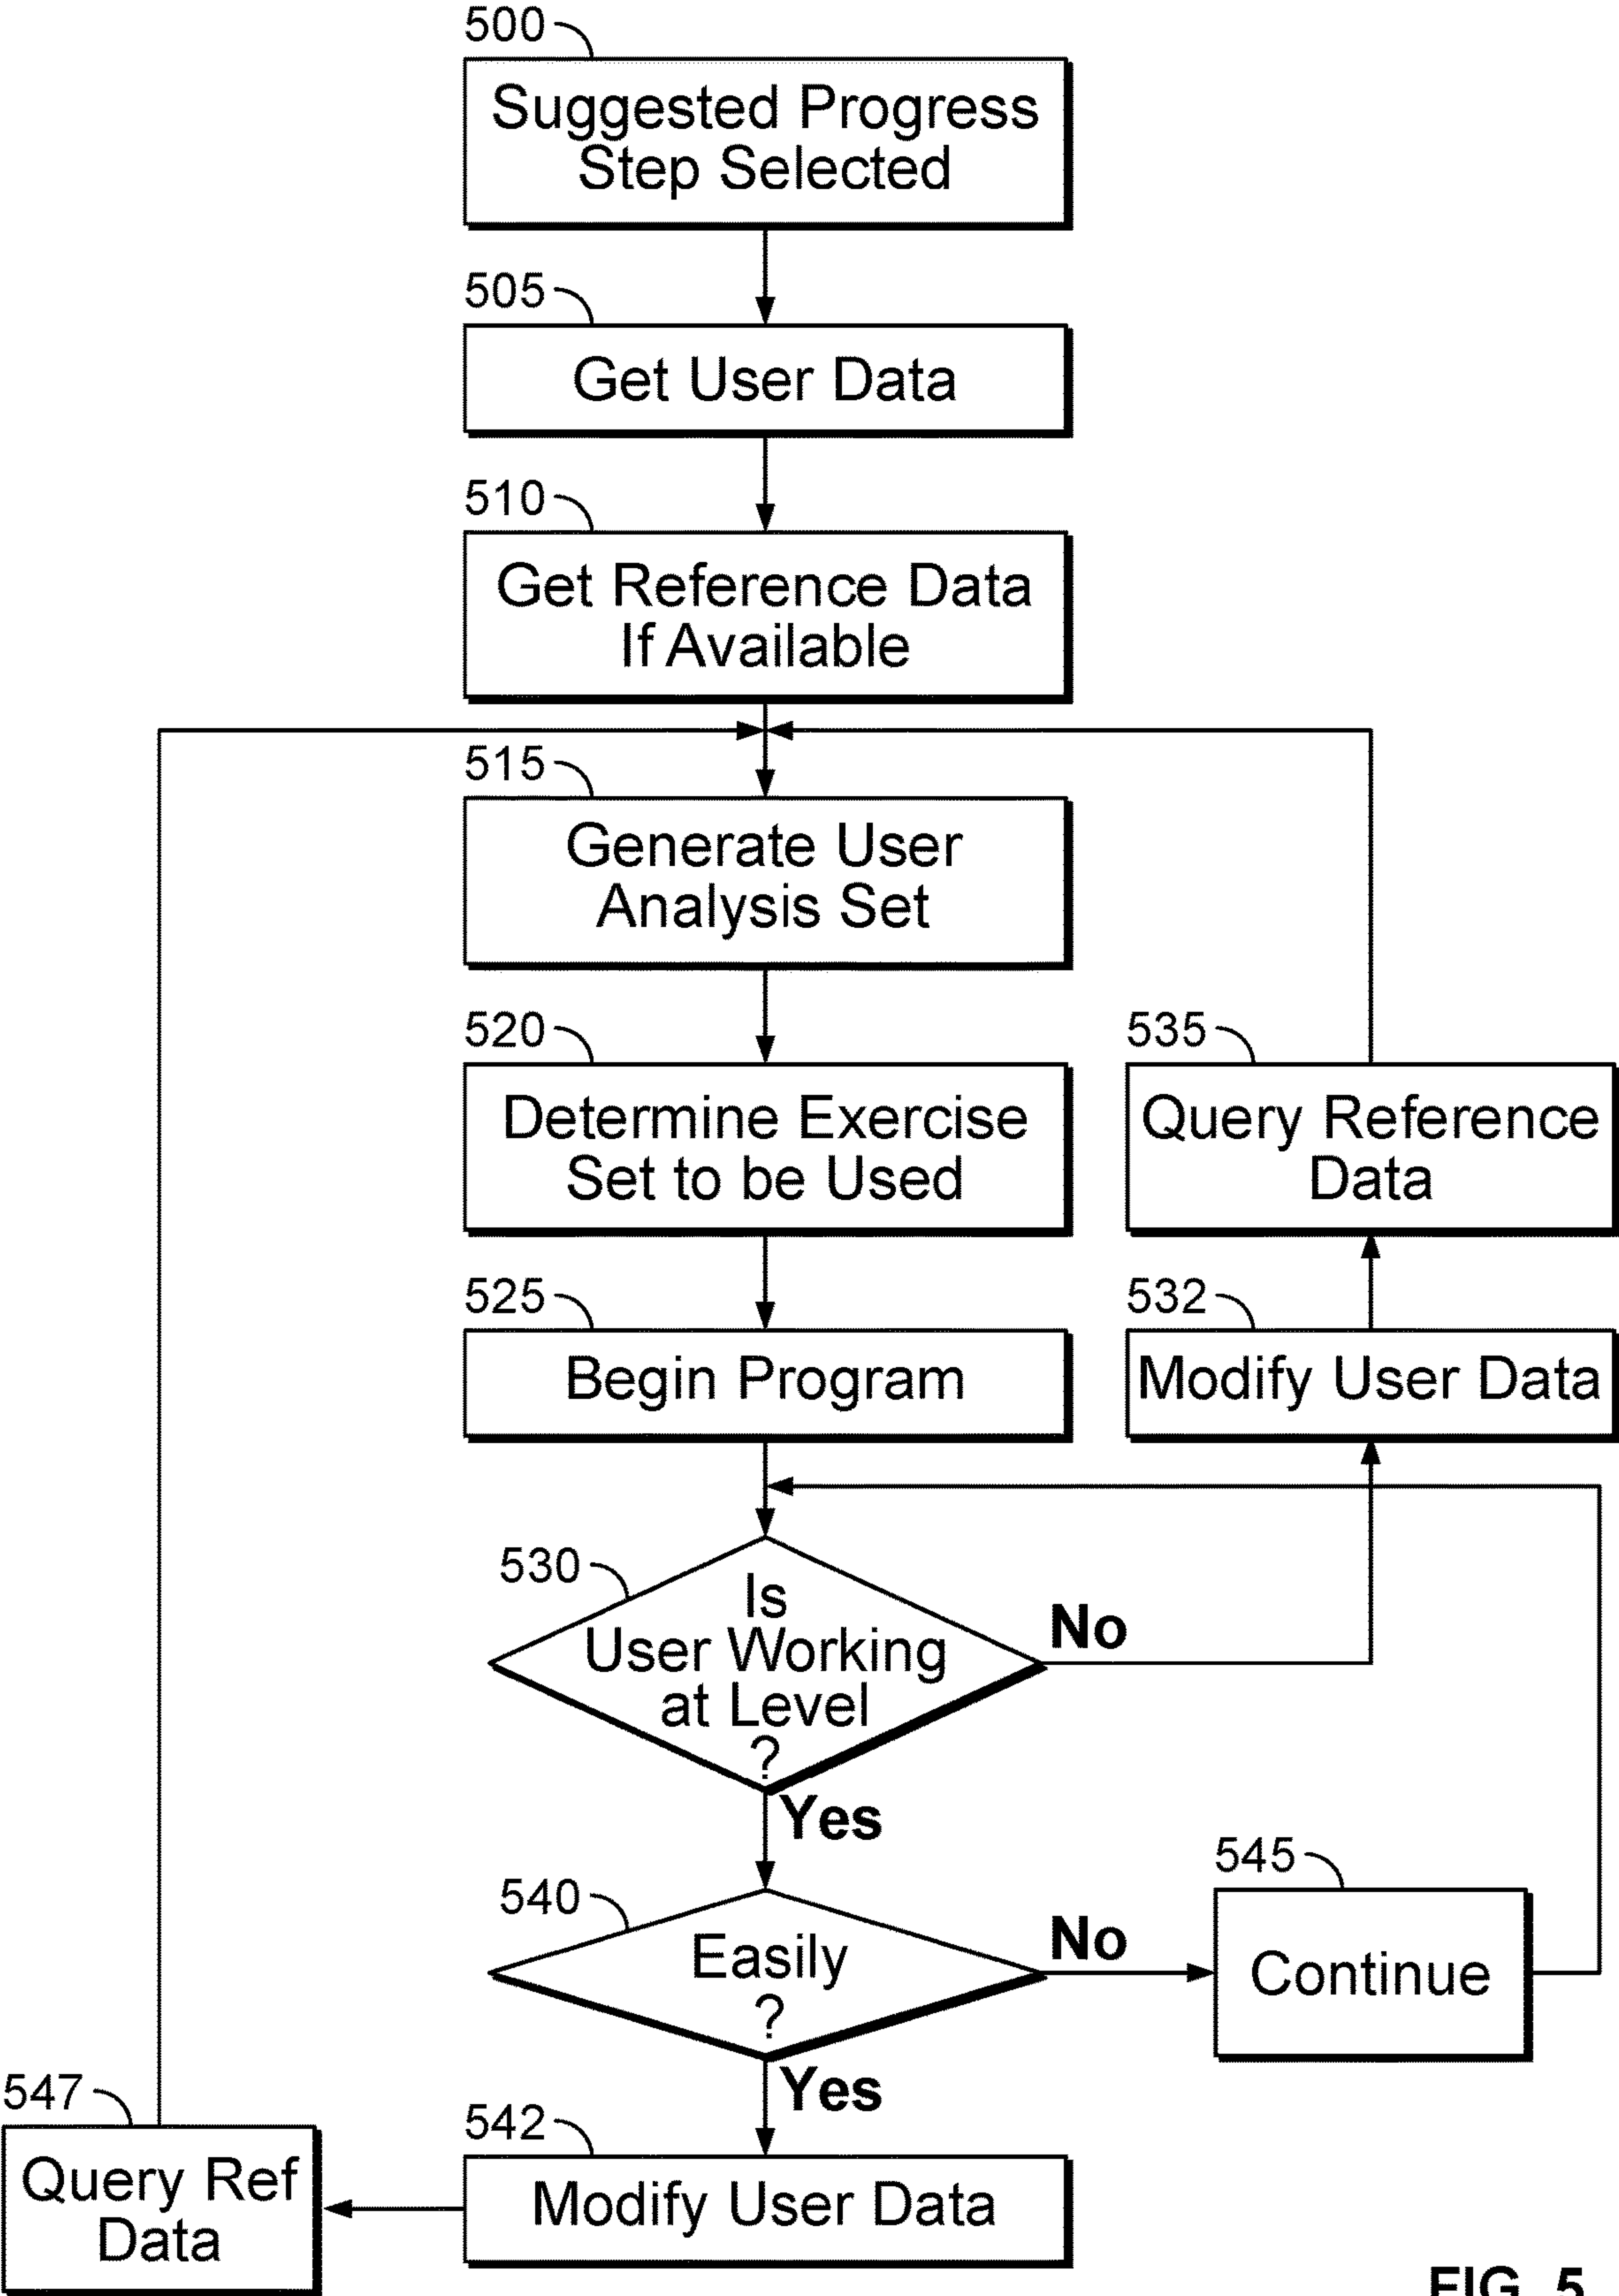 500
Suggested Progress
Step Selected
505
Get User Data
510
Get Reference Data
If Available
515
Generate User
Analysis Set
520
Determine Exercise
Set to be Used
535
Query Reference
Data
525
Begin Program
532
Modify User Data
530
Is
User Working
at Level
?
No
Yes
540
Easily
?
No
545
Continue
Yes
547
Query Ref
Data
542
Modify User Data
FIG. 5